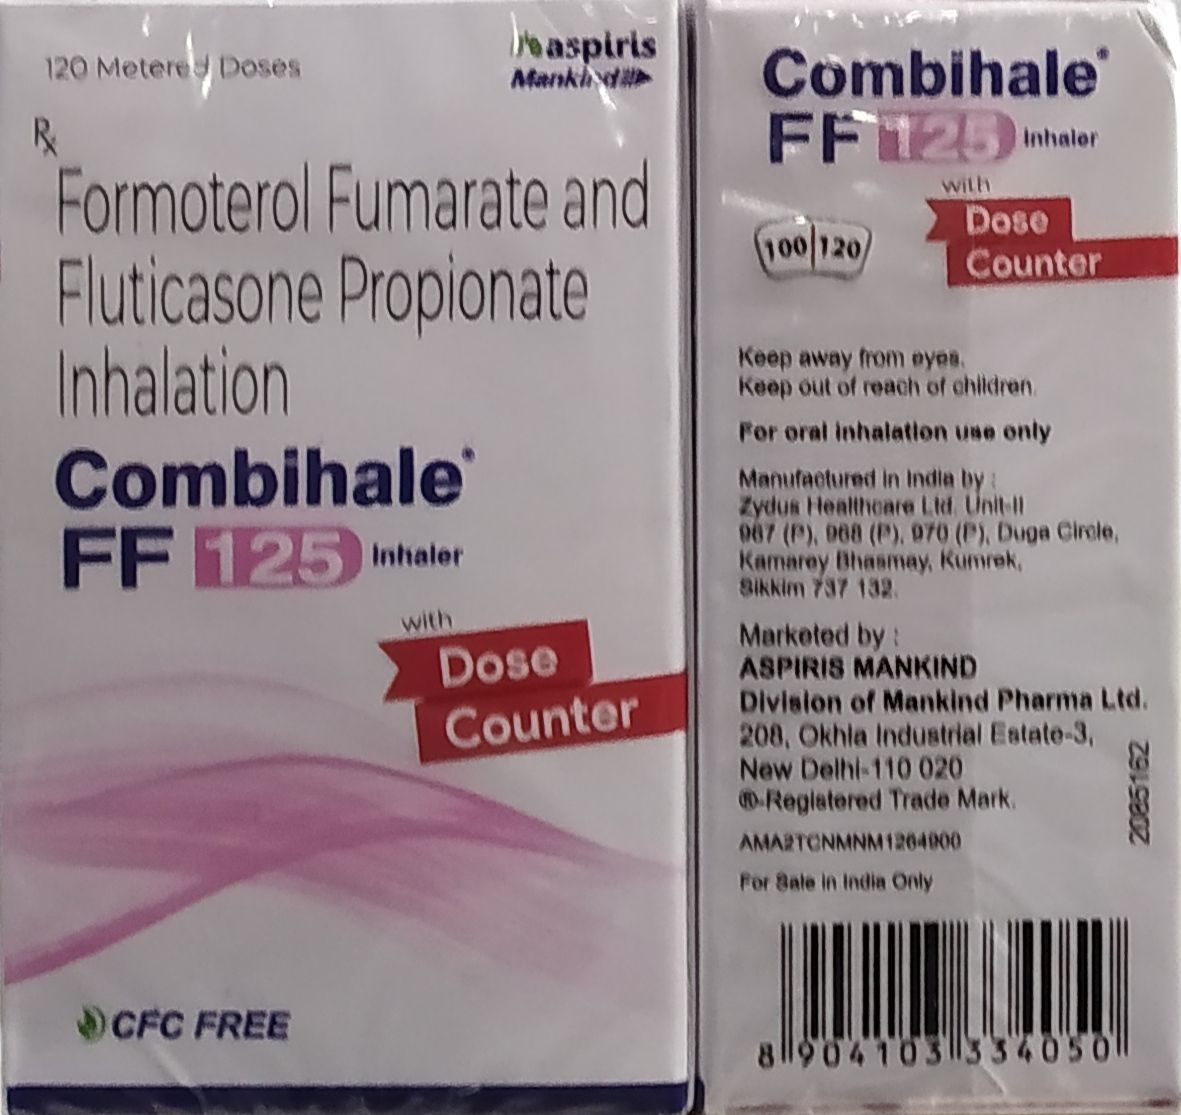 120 Metered Doses
aspiris
Mankind
Rx
Formoterol Fumarate and
Fluticasone Propionate
Inhalation
Combihale®
FF 125 Inhaler
with
Dose
Counter
CFC FREE
Combihale®
FF 125 Inhaler
with
Dose
Counter
100 120
Keep away from eyes.
Keep out of reach of children.
For oral inhalation use only
Manufactured in India by :
Zydus Healthcare Ltd. Unit-II
967 (P), 968 (P), 970 (P), Duga Circle,
Kamarey Bhasmay, Kumrek,
Sikkim 737 132.
Marketed by :
ASPIRIS MANKIND
Division of Mankind Pharma Ltd.
208, Okhla Industrial Estate-3,
New Delhi-110 020
®-Registered Trade Mark.
AMA2TCNMNM1264900
For Sale in India Only
2085162
8 904103 334050